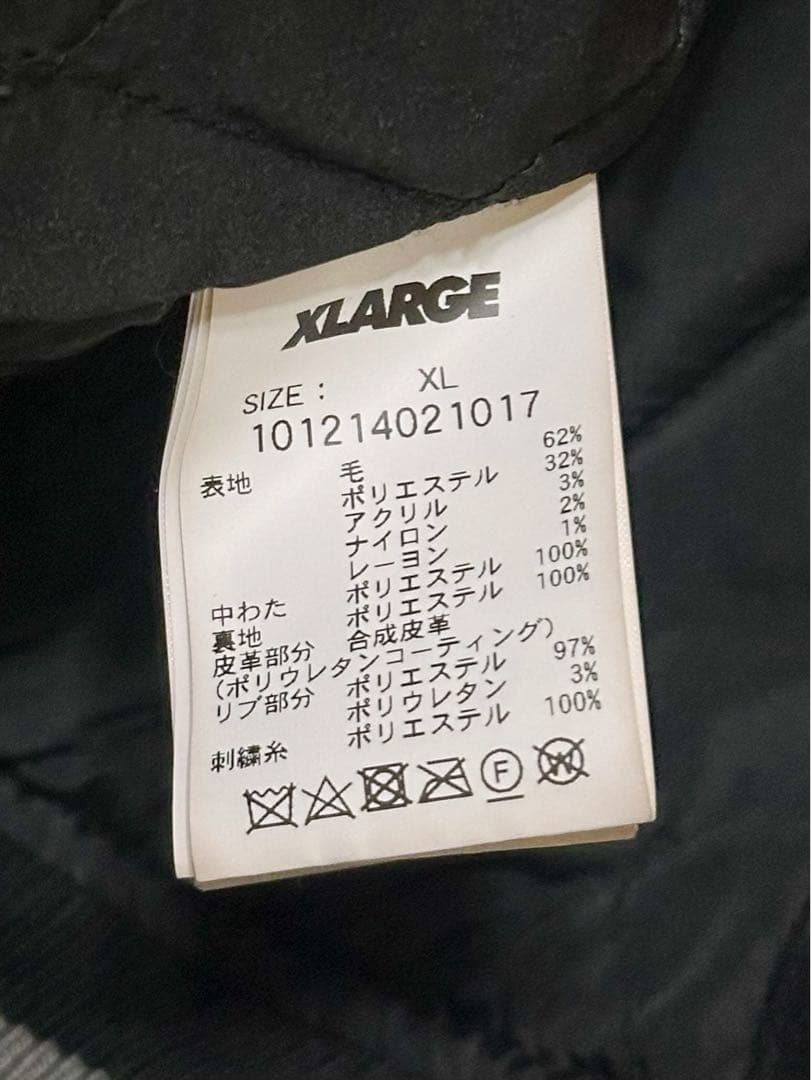 XLARGE
SIZE : XL
101214021017
表地 毛 62%
ポリエステル 32%
アクリル 3%
ナイロン 2%
レーヨン 1%
中わた ポリエステル 100%
裏地 ポリエステル 100%
皮革部分 合成皮革
(ポリウレタンコーティング)
リブ部分 ポリエステル 97%
ポリウレタン 3%
刺繍糸 ポリエステル 100%
F W